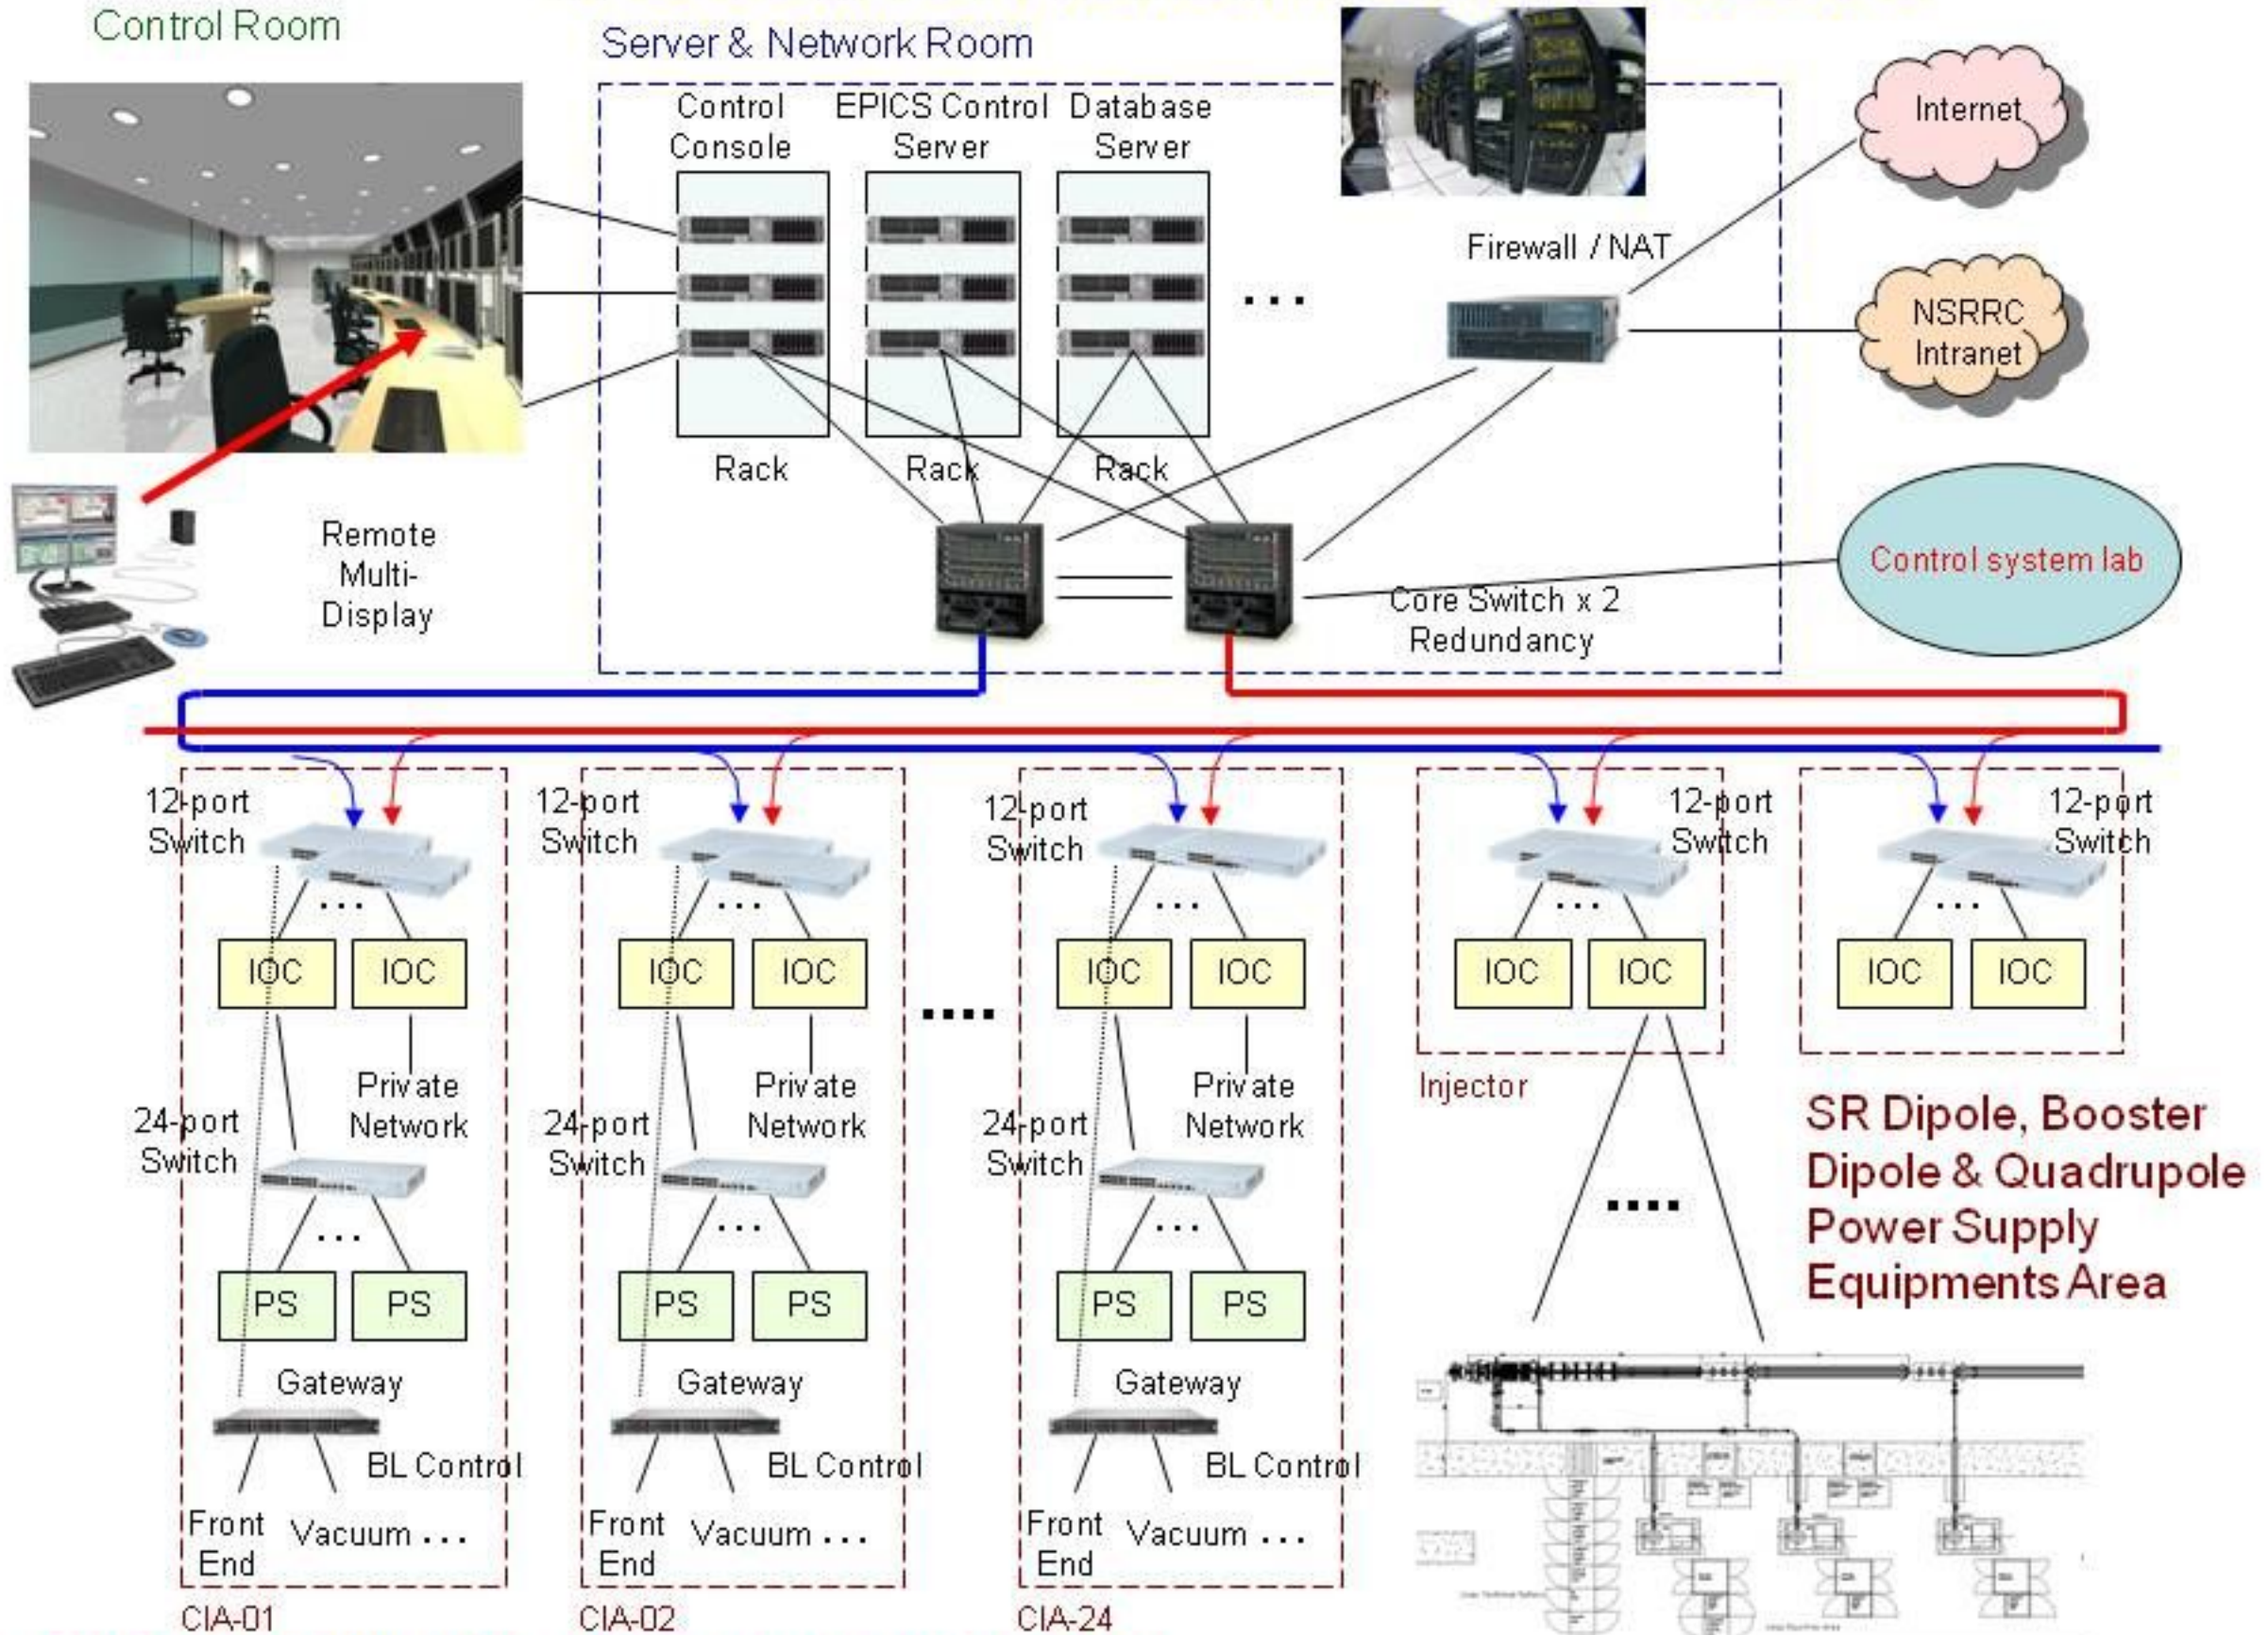 Control Room
Server & Network Room
Control
Console
EPICS Control
Server
Database
Server
Internet
Firewall / NAT
NSRRC
Intranet
...
Rack
Rack
Rack
Remote
Multi-
Display
Control system lab
Core Switch x 2
Redundancy
12-port
Switch
12-port
Switch
12-port
Switch
12-port
Switch
12-port
Switch
...
...
...
...
...
IOC
IOC
IOC
IOC
IOC
IOC
IOC
IOC
IOC
IOC
....
Private
Network
Private
Network
Private
Network
Injector
24-port
Switch
24-port
Switch
24-port
Switch
SR Dipole, Booster
Dipole & Quadrupole
Power Supply
Equipments Area
...
...
...
....
PS
PS
PS
PS
PS
PS
Gateway
Gateway
Gateway
BL Control
BL Control
BL Control
Front
End
Vacuum ...
Front
End
Vacuum ...
Front
End
Vacuum ...
CIA-01
CIA-02
CIA-24